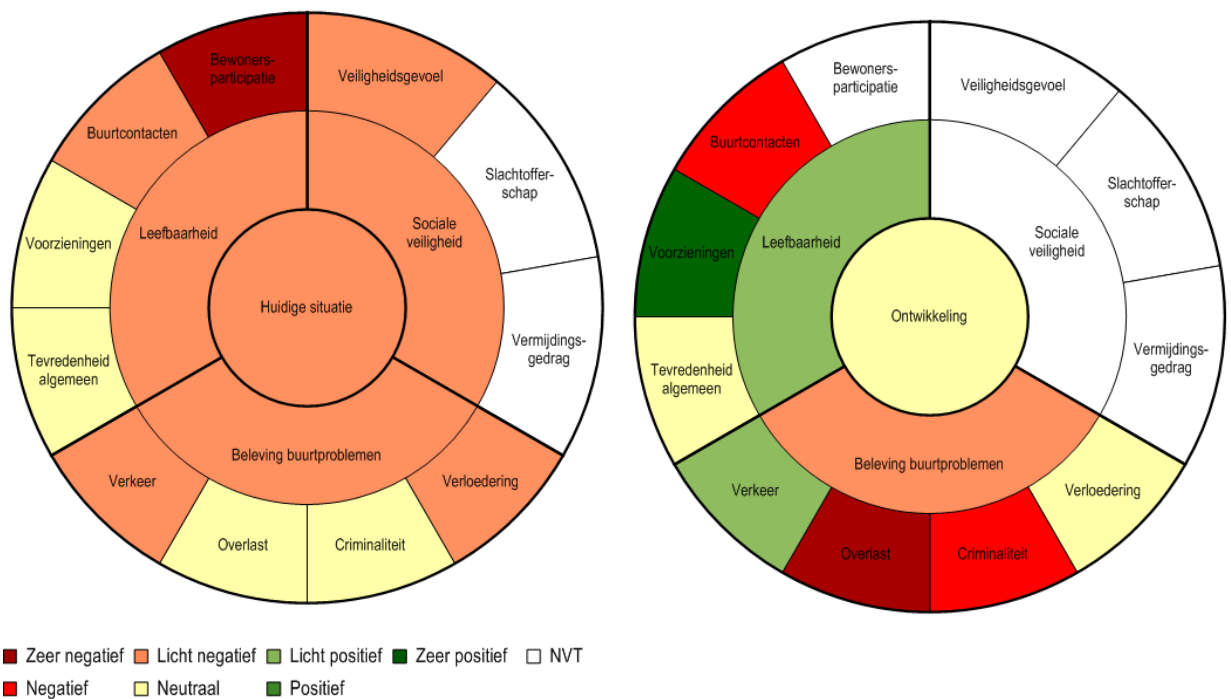 Bewoners-
participatie
Veiligheidsgevoel
Buurtcontacten
Slachtoffer-
schap
Voorzieningen
Leefbaarheid
Sociale
veiligheid
Huidige situatie
Tevredenheid
algemeen
Vermijdings-
gedrag
Beleving buurtproblemen
Verkeer
Verloedering
Overlast
Criminaliteit
Bewoners-
participatie
Veiligheidsgevoel
Buurtcontacten
Slachtoffer-
schap
Voorzieningen
Leefbaarheid
Sociale
veiligheid
Ontwikkeling
Tevredenheid
algemeen
Vermijdings-
gedrag
Beleving buurtproblemen
Verkeer
Verloedering
Overlast
Criminaliteit
Zeer negatief Licht negatief Licht positief Zeer positief NVT
Negatief Neutraal Positief